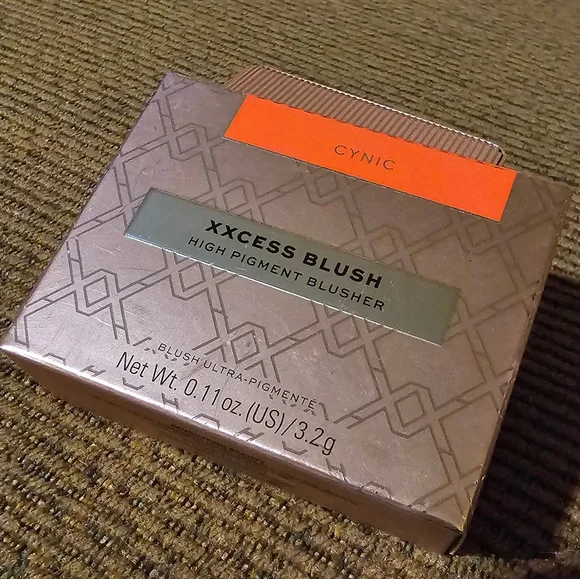 CYNIC
XXCESS BLUSH
HIGH PIGMENT BLUSHER
BLUSH ULTRA-PIGMENTÉ
Net Wt. 0.11 oz. (US)/3.2g